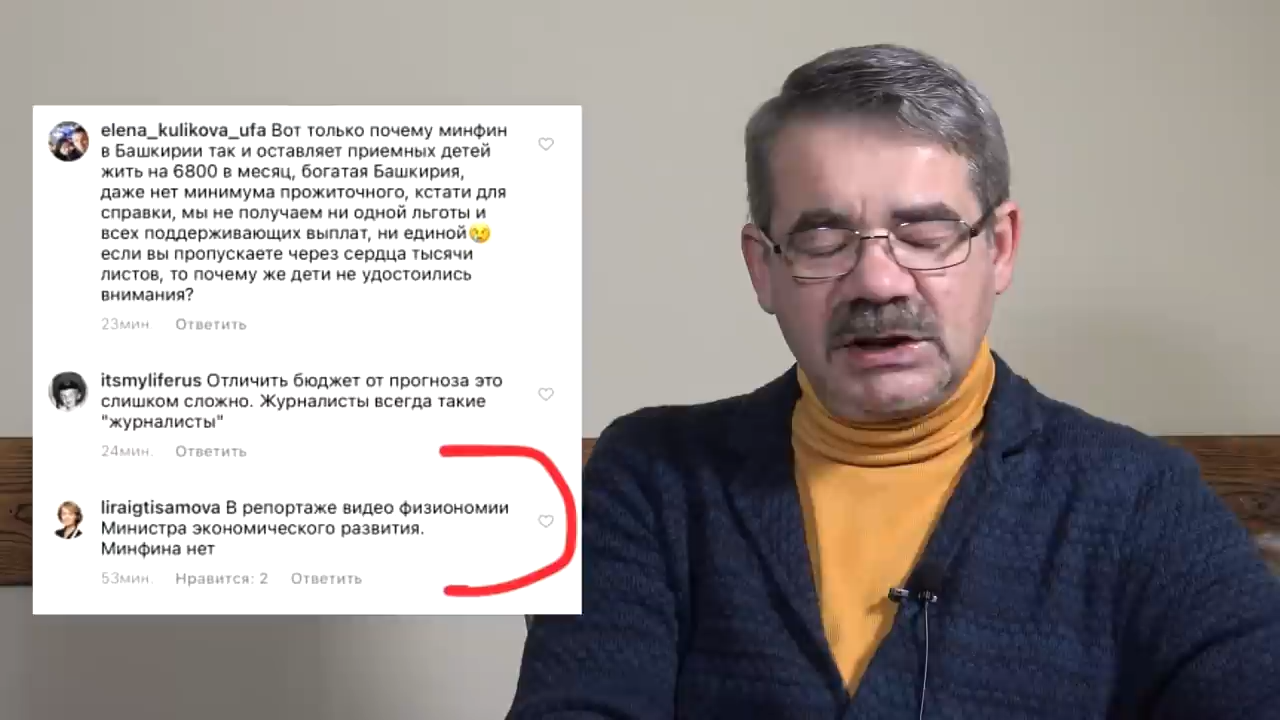 elena_kulikova_ufa Вот только почему минфин
в Башкирии так и оставляет приемных детей
жить на 6800 в месяц, богатая Башкирия,
даже нет минимума прожиточного, кстати для
справки, мы не получаем ни одной льготы и
всех поддерживающих выплат, ни единой😢
если вы пропускаете через сердца тысячи
листов, то почему же дети не удостоились
внимания?
23мин. Ответить
itsmyliferus Отличить бюджет от прогноза это
слишком сложно. Журналисты всегда такие
"журналисты"
24мин. Ответить
liraigtisamova В репортаже видео физиономии
Министра экономического развития.
Минфина нет
53мин. Нравится: 2 Ответить